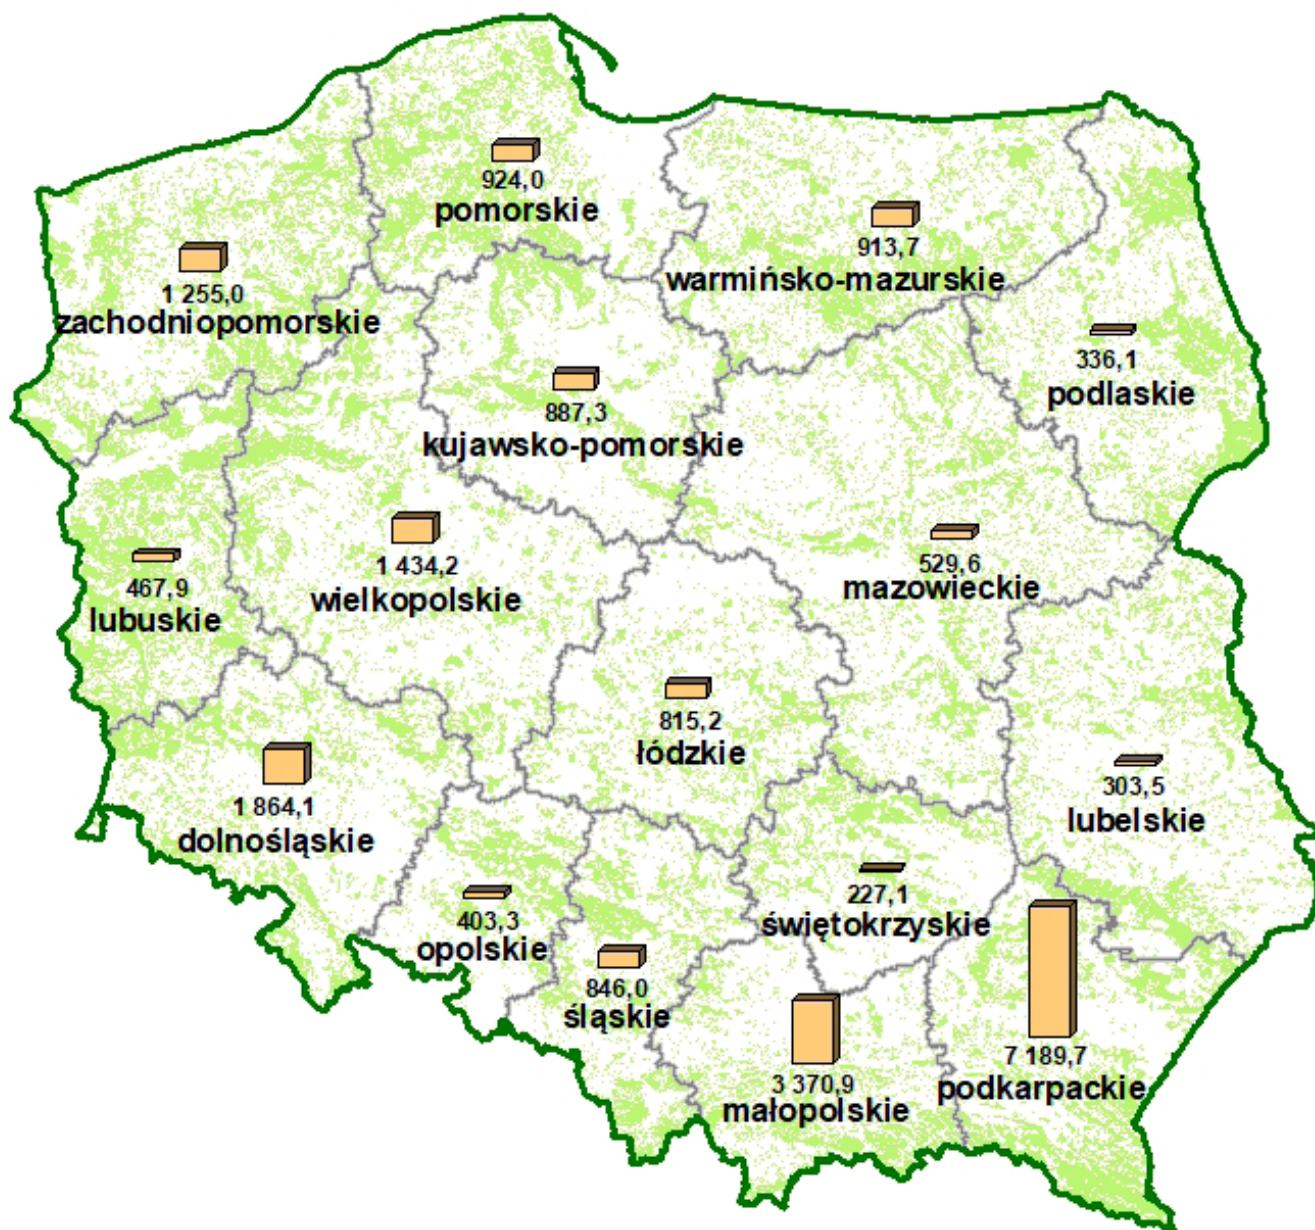 924,0
pomorskie
913,7
warmińsko-mazurskie
1 255,0
zachodniopomorskie
336,1
podlaskie
887,3
kujawsko-pomorskie
1 434,2
wielkopolskie
529,6
mazowieckie
467,9
lubuskie
815,2
łódzkie
303,5
lubelskie
1 864,1
dolnośląskie
227,1
świętokrzyskie
403,3
opolskie
846,0
śląskie
7 189,7
podkarpackie
3 370,9
małopolskie